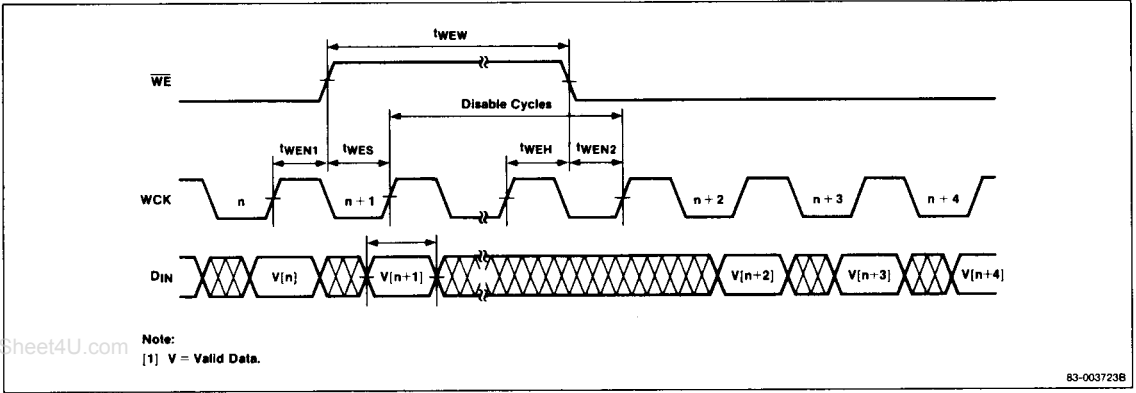 tWEW
WE
Disable Cycles
tWEN1 tWES tWEH tWEN2
WCK n n + 1 n + 2 n + 3 n + 4
DIN V[n} V[n+1] V[n+2] V[n+3] V[n+4]
Note:
Sheet4U.com
[1] V = Valid Data.
83-003723B